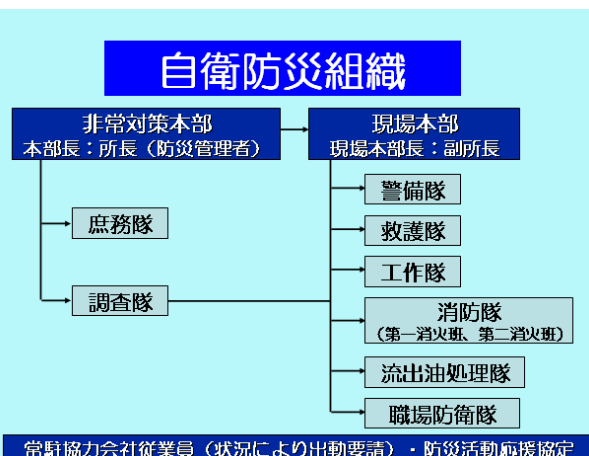 自衛防災組織
非常対策本部
本部長：所長（防災管理者）
現場本部
現場本部長：副所長
庶務隊
調査隊
警備隊
救護隊
工作隊
消防隊
（第一消火班、第二消火班）
流出油処理隊
職場防衛隊
常駐協力会社従業員（状況により出動要請）・防災活動応援協定